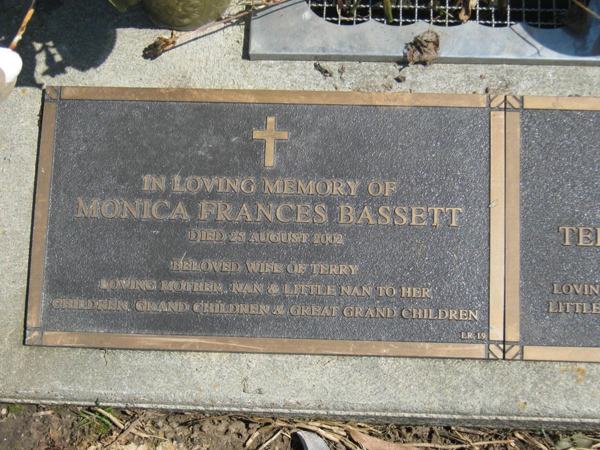 IN LOVING MEMORY OF
MONICA FRANCES BASSETT
DIED 25 AUGUST 2002
BELOVED WIFE OF TERRY
LOVING MOTHER, NAN & LITTLE NAN TO HER
CHILDREN, GRAND CHILDREN & GREAT GRAND CHILDREN
LR 19
TE
LOVIN
LITTLE